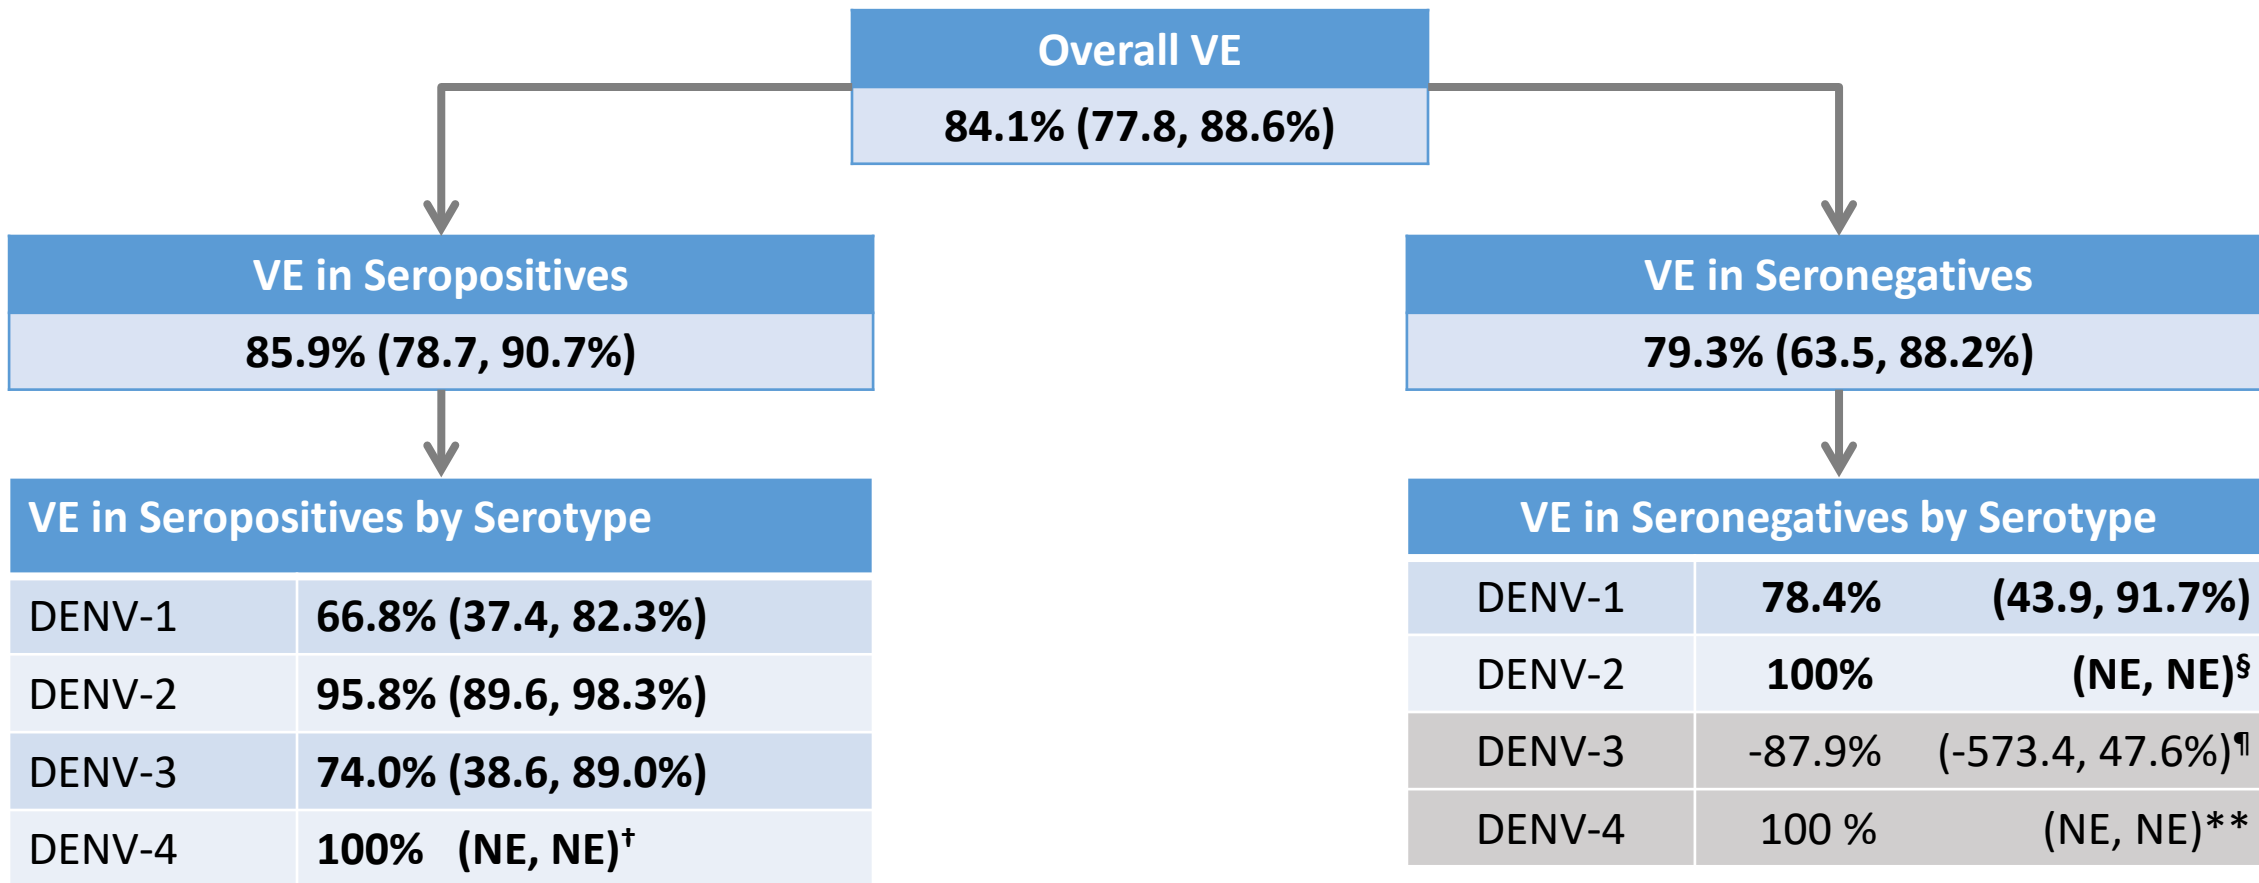 Overall VE
84.1% (77.8, 88.6%)
VE in Seropositives
85.9% (78.7, 90.7%)
VE in Seronegatives
79.3% (63.5, 88.2%)
VE in Seropositives by Serotype
DENV-1 66.8% (37.4, 82.3%)
DENV-2 95.8% (89.6, 98.3%)
DENV-3 74.0% (38.6, 89.0%)
DENV-4 100% (NE, NE)†
VE in Seronegatives by Serotype
DENV-1 78.4% (43.9, 91.7%)
DENV-2 100% (NE, NE)§
DENV-3 -87.9% (-573.4, 47.6%)¶
DENV-4 100 % (NE, NE)**